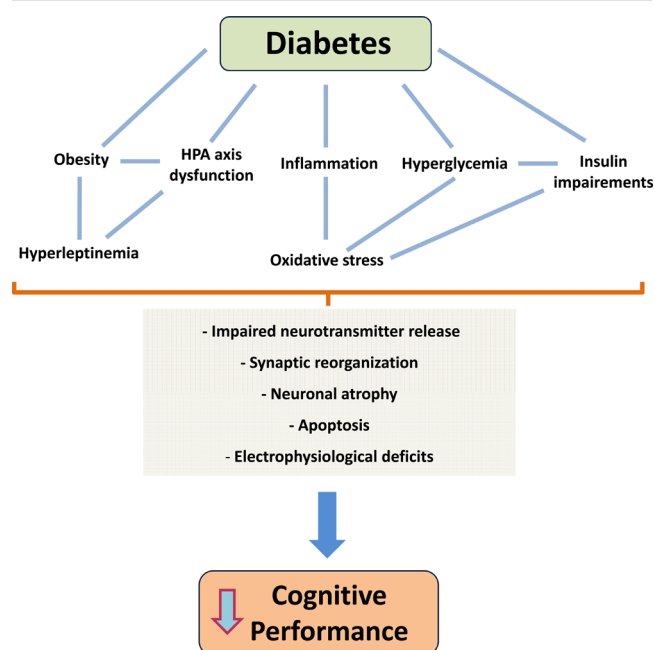 Diabetes
Obesity
HPA axis
dysfunction
Inflammation
Hyperglycemia
Insulin
impairements
Hyperleptinemia
Oxidative stress
- Impaired neurotransmitter release
- Synaptic reorganization
- Neuronal atrophy
- Apoptosis
- Electrophysiological deficits
Cognitive
Performance